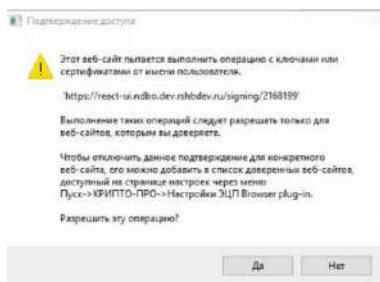 Подтверждение доступа
Этот веб-сайт пытается выполнить операцию с ключами или
сертификатами от имени пользователя.
'https://react-ui.ndbo.dev.rshbdev.ru/signing/2168199'
Выполнение таких операций следует разрешать только для
веб-сайтов, которым вы доверяете.
Чтобы отключить данное подтверждение для конкретного
веб-сайта, его можно добавить в список доверенных веб-сайтов,
доступный на странице настроек через меню
Пуск->КРИПТО-ПРО->Настройки ЭЦП Browser plug-in.
Разрешить эту операцию?
Да
Нет